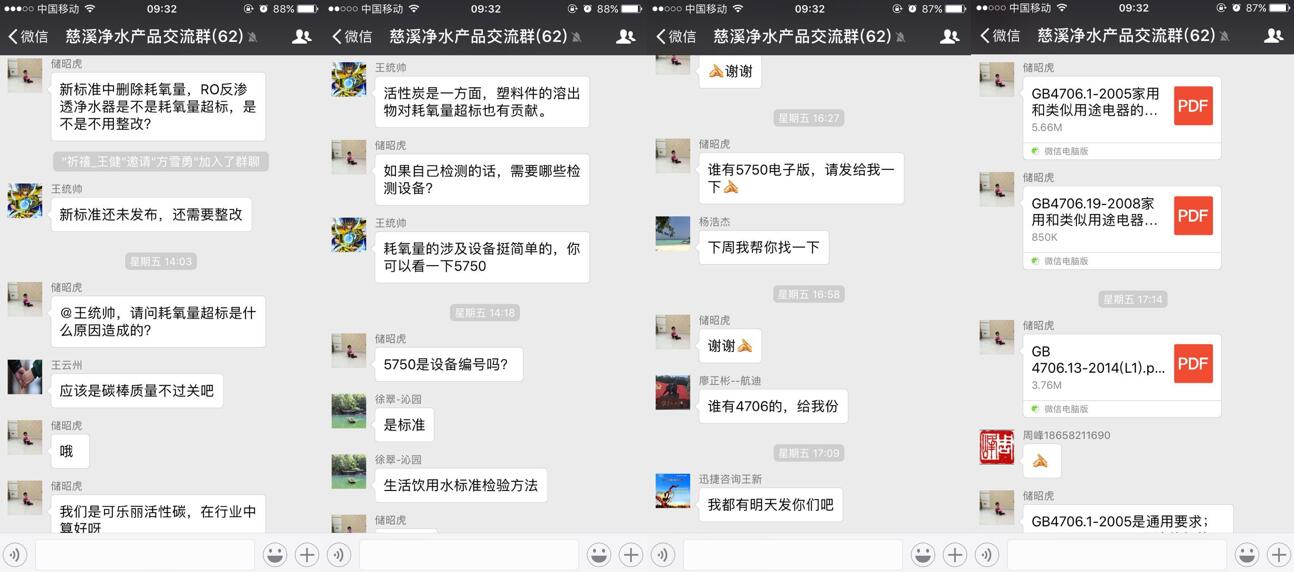 中国移动 09:32 88%
微信 慈溪净水产品交流群(62)
储昭虎
新标准中删除耗氧量，RO反渗
透净水器是不是耗氧量超标，是
不是不用整改？
"祈禧_王健"邀请"方雪勇"加入了群聊
王统帅
新标准还未发布，还需要整改
星期五 14:03
储昭虎
@王统帅，请问耗氧量超标是什
么原因造成的？
王云州
应该是碳棒质量不过关吧
储昭虎
哦
储昭虎
我们是可乐丽活性碳，在行业中
算好呀
中国移动 09:32 88%
微信 慈溪净水产品交流群(62)
王统帅
活性炭是一方面，塑料件的溶出
物对耗氧量超标也有贡献。
储昭虎
如果自己检测的话，需要哪些检
测设备？
王统帅
耗氧量的涉及设备挺简单的，你
可以看一下5750
星期五 14:18
储昭虎
5750是设备编号吗？
徐翠-沁园
是标准
徐翠-沁园
生活饮用水标准检验方法
储昭虎
中国移动 09:32 87%
微信 慈溪净水产品交流群(62)
谢谢
星期五 16:27
储昭虎
谁有5750电子版，请发给我一
下
杨浩杰
下周我帮你找一下
星期五 16:58
储昭虎
谢谢
廖正彬--航迪
谁有4706的，给我份
星期五 17:09
迅捷咨询王新
我都有明天发你们吧
中国移动 09:32 87%
微信 慈溪净水产品交流群(62)
储昭虎
GB4706.1-2005家用
和类似用途电器的...
PDF
5.66M
微信电脑版
储昭虎
GB4706.19-2008家
用和类似用途电器...
PDF
850K
微信电脑版
星期五 17:14
储昭虎
GB
4706.13-2014(L1).p...
PDF
3.76M
微信电脑版
周峰18658211690
储昭虎
GB4706.1-2005是通用要求；